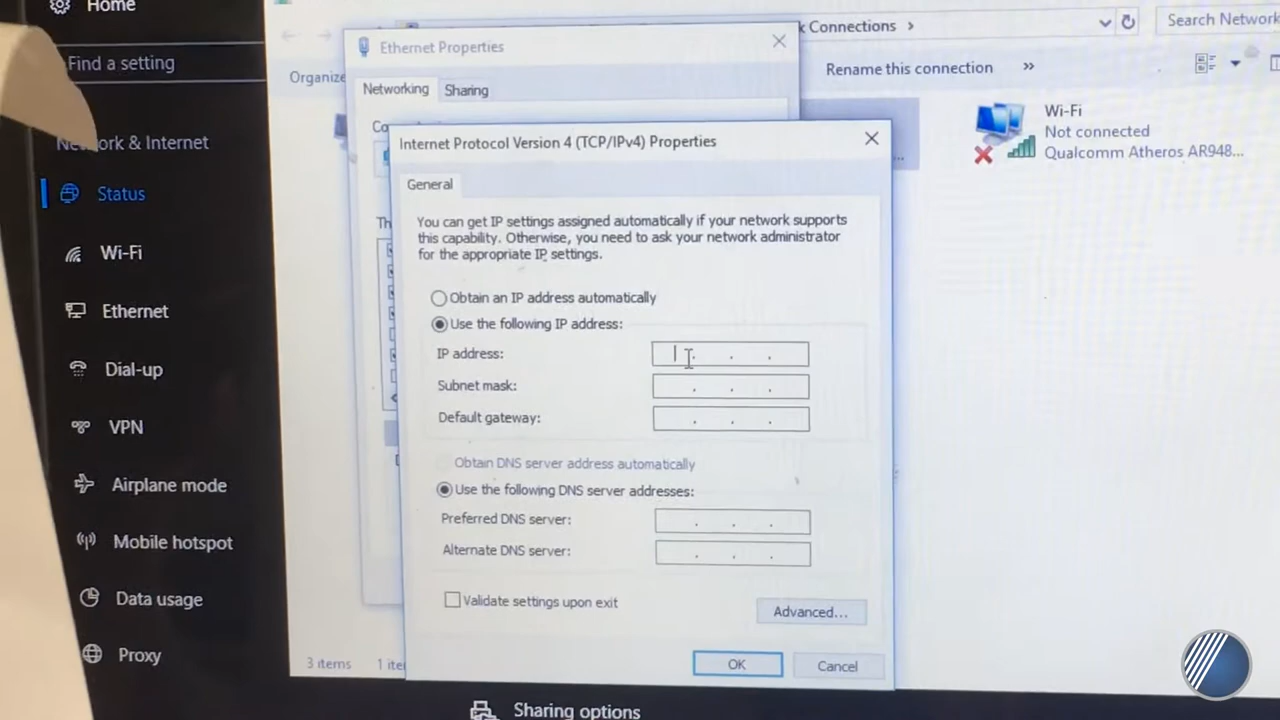 Home
Find a setting
Network & Internet
Status
Wi-Fi
Ethernet
Dial-up
VPN
Airplane mode
Mobile hotspot
Data usage
Proxy
Connections
Search Network
Organize
Rename this connection »
Wi-Fi
Not connected
Qualcomm Atheros AR948...
Ethernet Properties
Networking
Sharing
Internet Protocol Version 4 (TCP/IPv4) Properties
General
You can get IP settings assigned automatically if your network supports
this capability. Otherwise, you need to ask your network administrator
for the appropriate IP settings.
Obtain an IP address automatically
Use the following IP address:
IP address:
Subnet mask:
Default gateway:
Obtain DNS server address automatically
Use the following DNS server addresses:
Preferred DNS server:
Alternate DNS server:
Validate settings upon exit
Advanced...
OK
Cancel
3 items
Sharing options